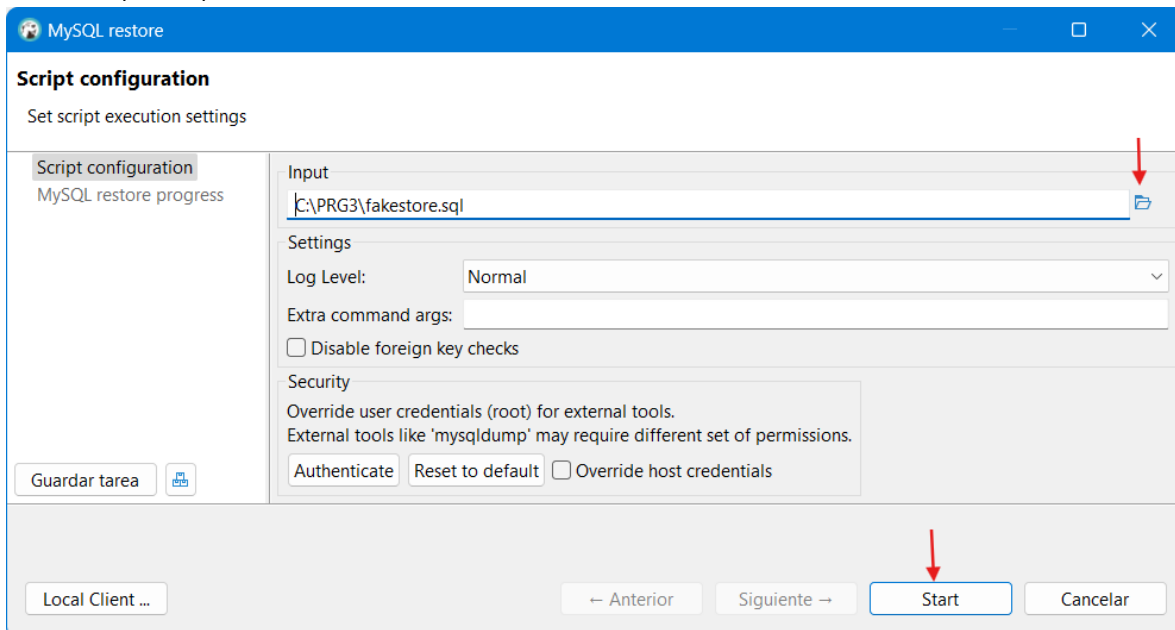 MySQL restore
Script configuration
Set script execution settings
Script configuration
MySQL restore progress
Input
C:\PRG3\fakestore.sql
Settings
Log Level: Normal
Extra command args:
Disable foreign key checks
Security
Override user credentials (root) for external tools.
External tools like 'mysqldump' may require different set of permissions.
Authenticate Reset to default Override host credentials
Guardar tarea
Local Client ... ← Anterior Siguiente → Start Cancelar